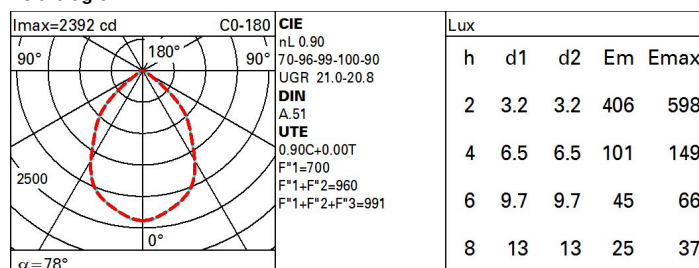 Imax=2392 cd C0-180
90° 180° 90°
2500
0°
α=78°
CIE
nL 0.90
70-96-99-100-90
UGR 21.0-20.8
DIN
A.51
UTE
0.90C+0.00T
F"1=700
F"1+F"2=960
F"1+F"2+F"3=991
Lux
h d1 d2 Em Emax
2 3.2 3.2 406 598
4 6.5 6.5 101 149
6 9.7 9.7 45 66
8 13 13 25 37